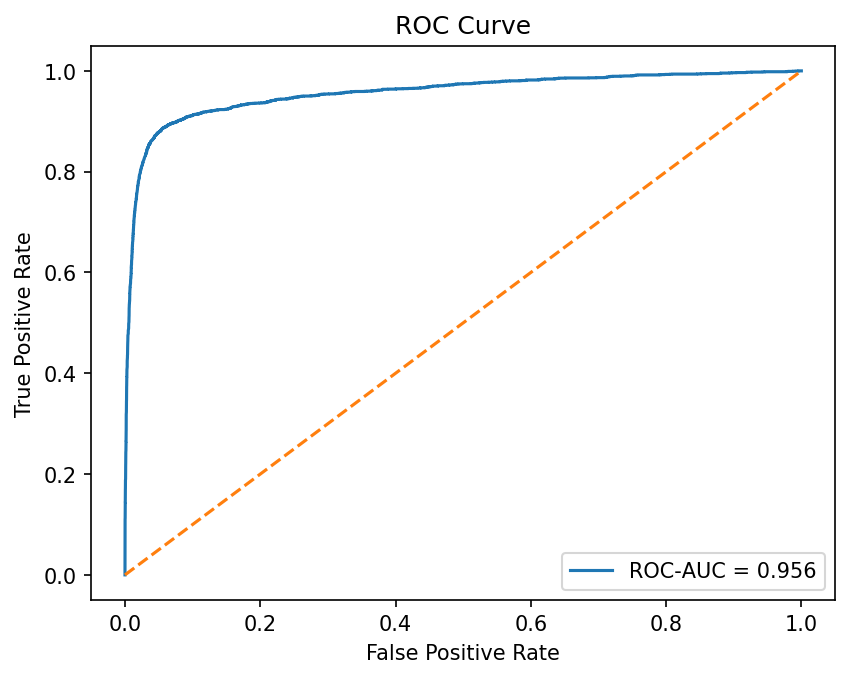 ROC Curve
1.0
0.8
0.6
0.4
0.2
0.0
True Positive Rate
ROC-AUC = 0.956
0.0 0.2 0.4 0.6 0.8 1.0
False Positive Rate